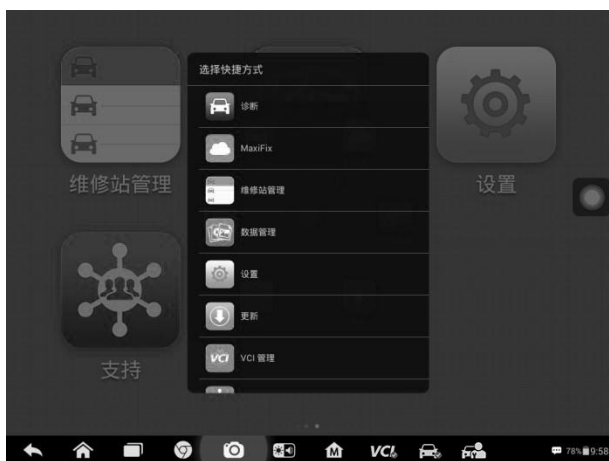 选择快捷方式
诊断
MaxiFix
维修站管理
数据管理
设置
更新
VCI
VCI 管理
维修站管理
设置
支持
M
VCI
78% 9:58